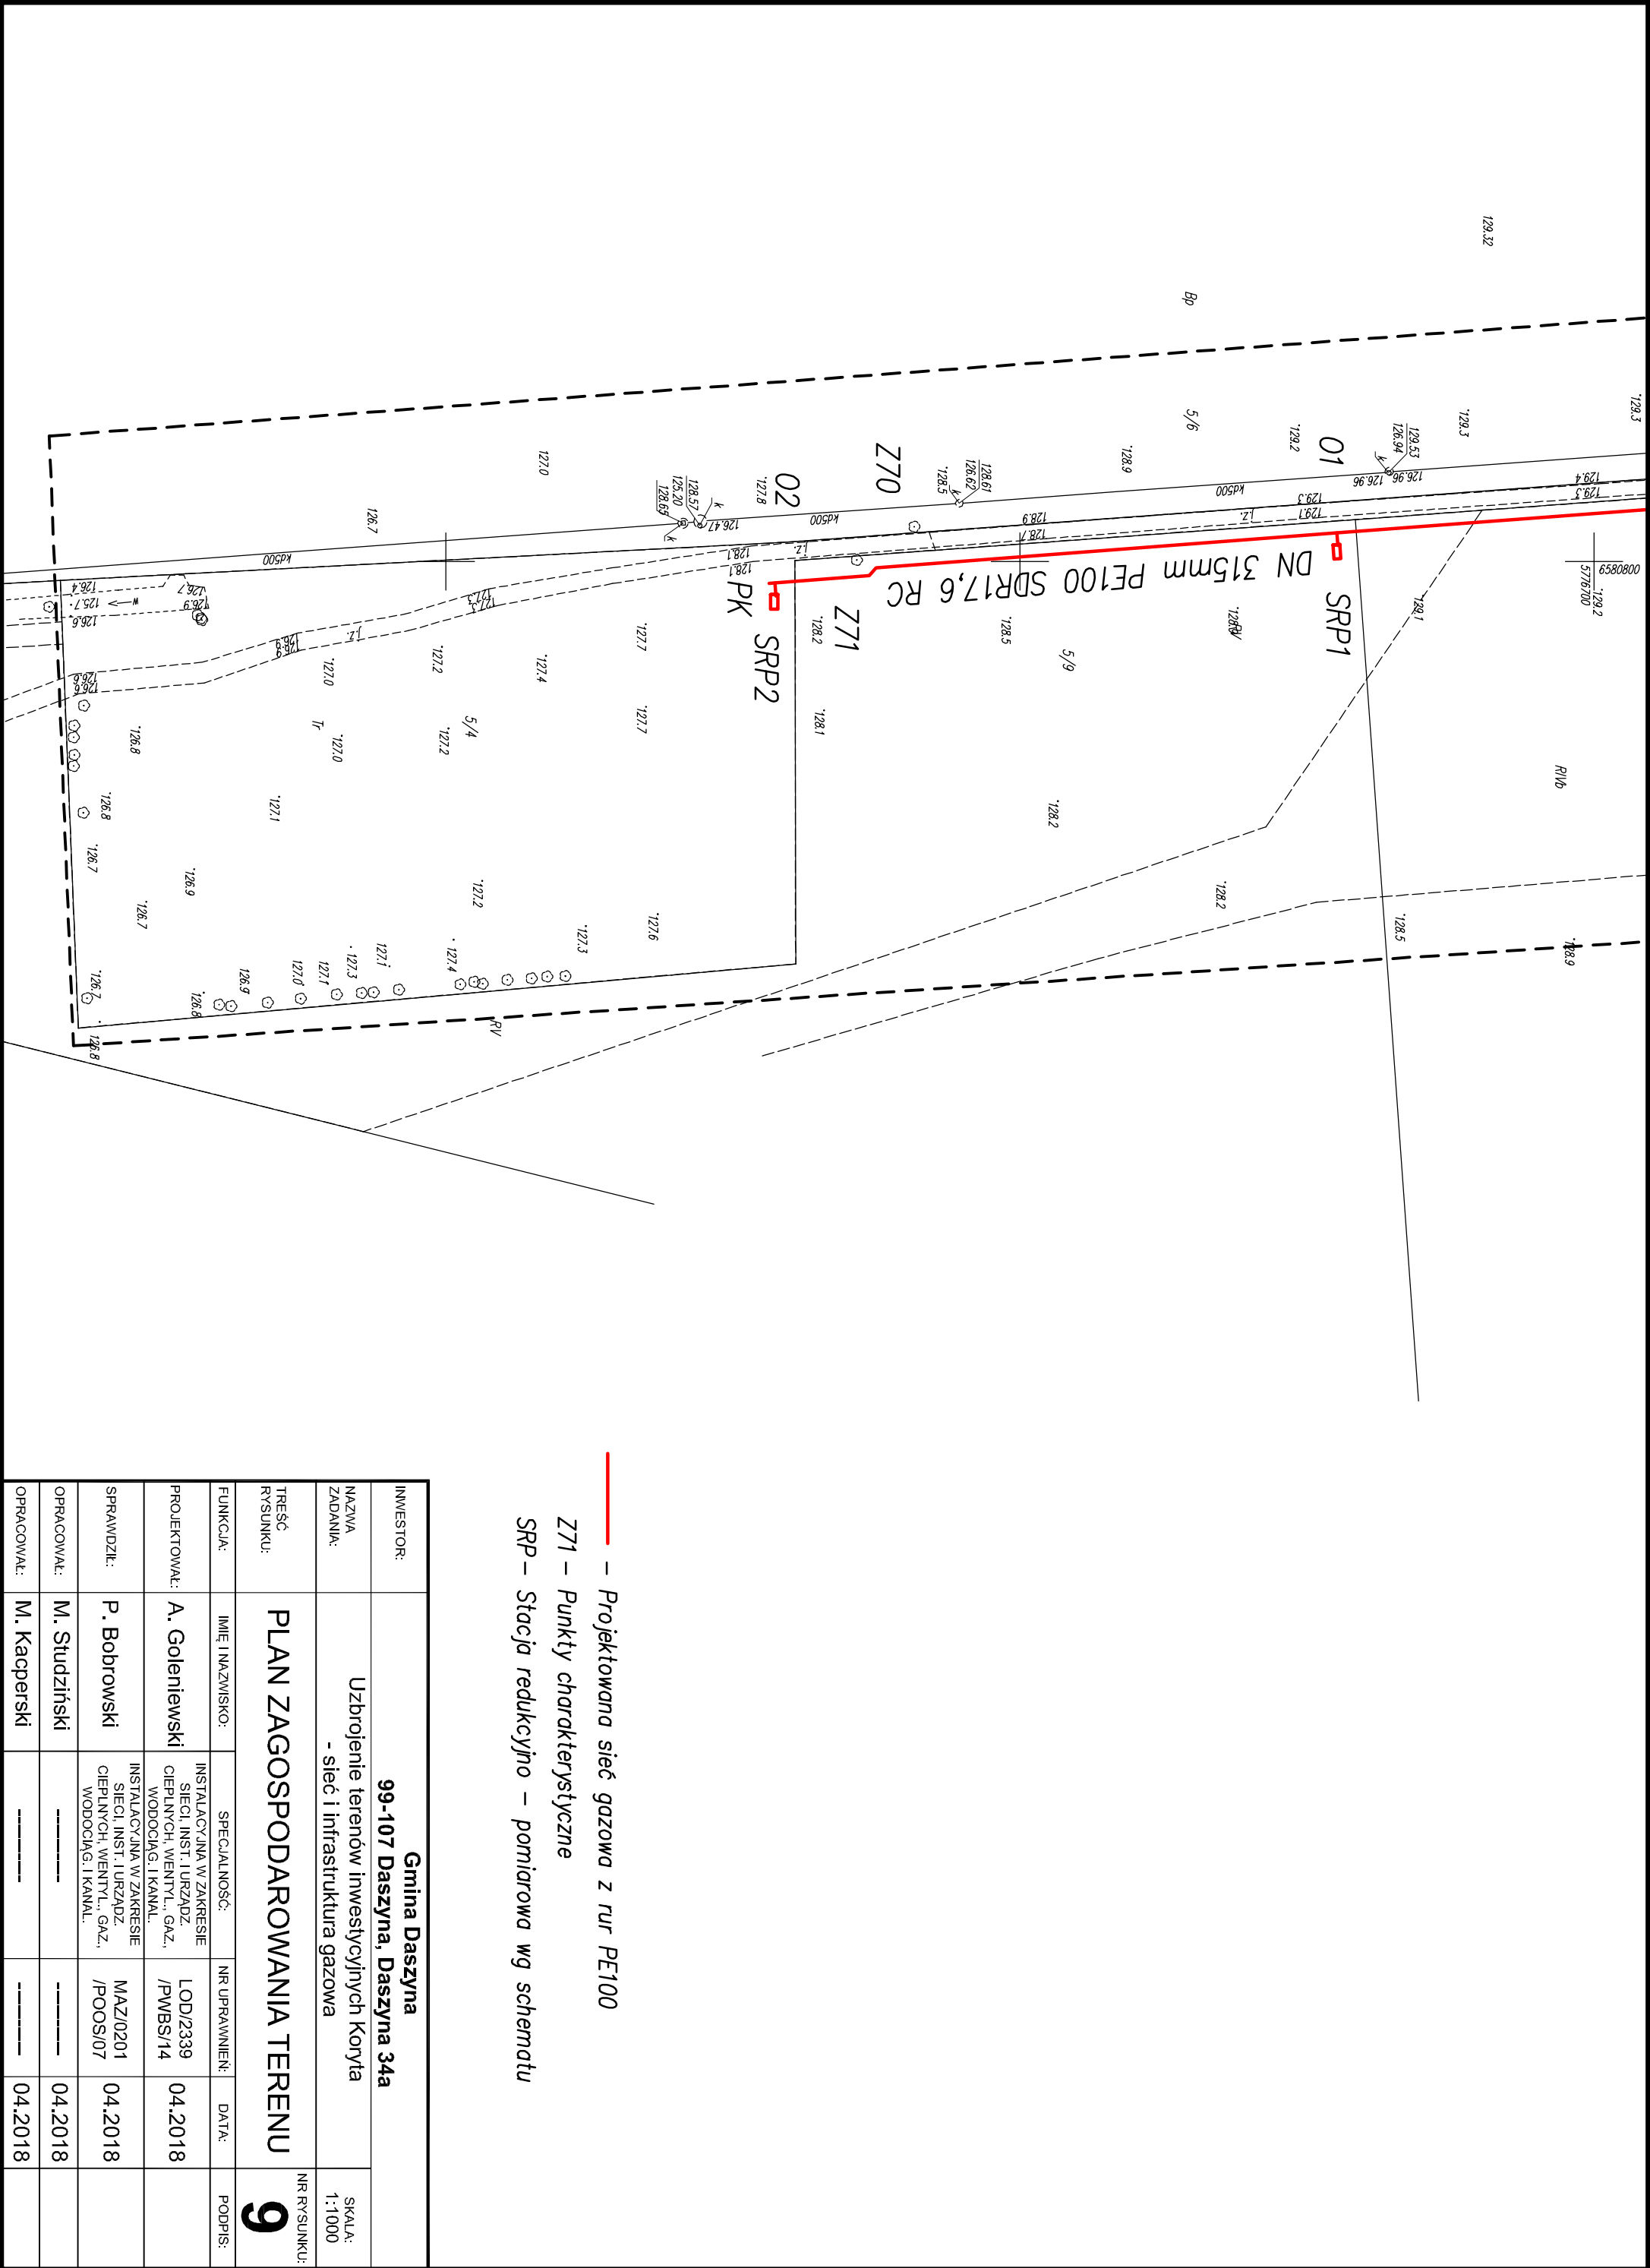 129.32
Bp
129.3
129.3
5/6
129.2
O1
129.53
126.94
k
126.96
126.96
128.9
Z70
128.61
126.62
128.5
k
127.0
O2
127.8
128.57
125.20
128.65
k
k
126.47
126.7
kd500
kd500
kd500
129.4
129.3
129.3
129.1
j.z.
128.9
128.7
j.z.
128.1
128.1
127.3
127.3
j.z.
126.9
126.9
126.4
125.7
w
126.6
126.7
126.9
126.6
126.6
6580800
5776700
129.2
DN 315mm PE100 SDR17,6 RC
SRP1
129.1
RV
128.5
5/9
Z71
128.2
PK
SRP2
127.7
127.4
127.2
127.0
Tr
127.0
5/4
127.2
127.7
128.1
128.2
RIVb
128.2
128.5
128.9
126.8
126.8
126.7
126.7
126.9
127.1
127.2
127.6
127.3
127.4
127.1
127.3
127.1
127.0
126.9
126.8
126.7
126.8
RV
– Projektowana sieć gazowa z rur PE100
Z71 – Punkty charakterystyczne
SRP – Stacja redukcyjno – pomiarowa wg schematu
INWESTOR:
Gmina Daszyna
99-107 Daszyna, Daszyna 34a
NAZWA
ZADANIA:
Uzbrojenie terenów inwestycyjnych Koryta
- sieć i infrastruktura gazowa
SKALA:
1:1000
TREŚĆ
RYSUNKU:
PLAN ZAGOSPODAROWANIA TERENU
NR RYSUNKU:
9
FUNKCJA: IMIĘ I NAZWISKO: SPECJALNOŚĆ: NR UPRAWNIEŃ: DATA: PODPIS:
PROJEKTOWAŁ: A. Goleniewski
INSTALACYJNA W ZAKRESIE
SIECI, INST. I URZĄDZ.
CIEPLNYCH, WENTYL., GAZ.,
WODOCIĄG. I KANAL.
LOD/2339
/PWBS/14
04.2018
SPRAWDZIŁ: P. Bobrowski
INSTALACYJNA W ZAKRESIE
SIECI, INST. I URZĄDZ.
CIEPLNYCH, WENTYL., GAZ.,
WODOCIĄG. I KANAL.
MAZ/0201
/POOS/07
04.2018
OPRACOWAŁ: M. Studziński -------- -------- 04.2018
OPRACOWAŁ: M. Kacperski -------- -------- 04.2018